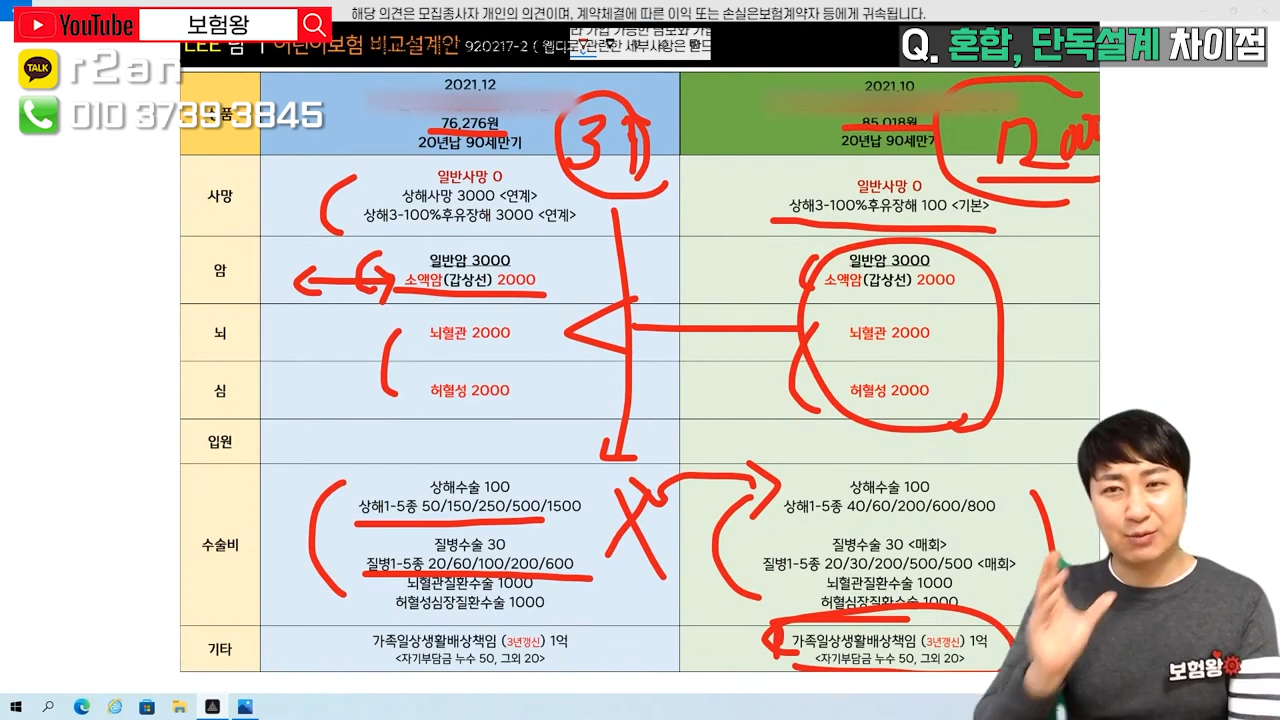 해당 의견은 모집종사자 개인의 의견이며, 계약체결에 따른 이익 또는 손실은보험계약자 등에게 귀속됩니다.
YouTube 보험왕
어린이보험 비교설계안 920217-2
Q. 혼합, 단독설계 차이점
TALK r2an
010 3739 3845
2021.12
76,276원
20년납 90세만기
2021.10
85,018원
20년납 90세만기
사망
일반사망 0
상해사망 3000 <연계>
상해3-100%후유장해 3000 <연계>
일반사망 0
상해3-100%후유장해 100 <기본>
암
일반암 3000
소액암(갑상선) 2000
일반암 3000
소액암(갑상선) 2000
뇌
뇌혈관 2000
뇌혈관 2000
심
허혈성 2000
허혈성 2000
입원
수술비
상해수술 100
상해1-5종 50/150/250/500/1500
질병수술 30
질병1-5종 20/60/100/200/600
뇌혈관질환수술 1000
허혈성심장질환수술 1000
상해수술 100
상해1-5종 40/60/200/600/800
질병수술 30 <매회>
질병1-5종 20/30/200/500/500 <매회>
뇌혈관질환수술 1000
허혈심장질환수술 1000
기타
가족일상생활배상책임 (3년갱신) 1억
<자기부담금 누수 50, 그외 20>
가족일상생활배상책임 (3년갱신) 1억
<자기부담금 누수 50, 그외 20>
보험왕